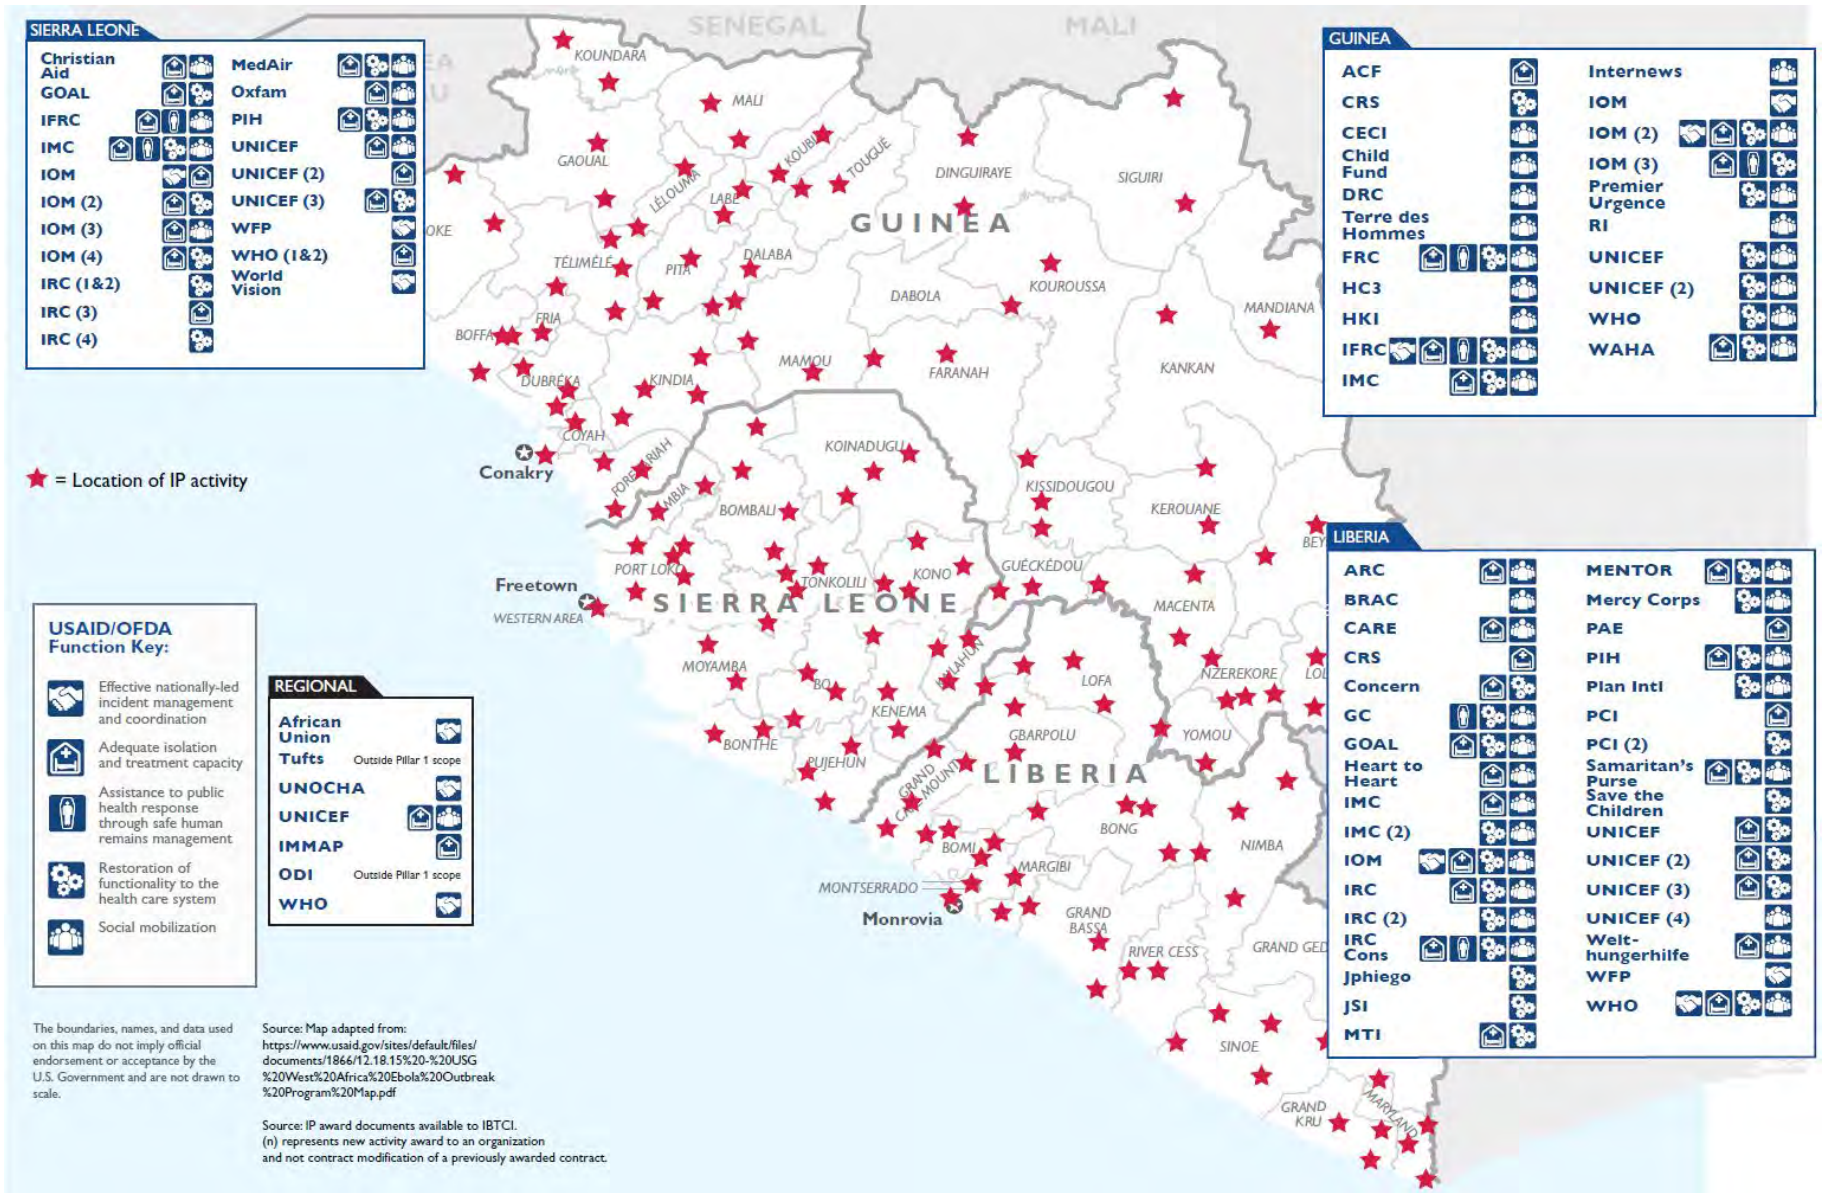 SENEGAL
MALI
SIERRA LEONE
Christian
Aid
GOAL
IFRC
IMC
IOM
IOM (2)
IOM (3)
IOM (4)
IRC (1&2)
IRC (3)
IRC (4)
MedAir
Oxfam
PIH
UNICEF
UNICEF (2)
UNICEF (3)
WFP
WHO (1&2)
World
Vision
GUINEA
ACF
CRS
CECI
Child
Fund
DRC
Terre des
Hommes
FRC
HC3
HKI
IFRC
IMC
Internews
IOM
IOM (2)
IOM (3)
Premier
Urgence
RI
UNICEF
UNICEF (2)
WHO
WAHA
KOUNDARA
MALI
GAOUAL
KOUBIA
TOUGUÉ
LÉLOUMA
LABÉ
DINGUIRAYE
SIGUIRI
GUINEA
OKE
TÉLIMÉLÉ
PITA
DALABA
DABOLA
KOUROUSSA
MANDIANA
FRIA
BOFFA
DUBRÉKA
KINDIA
MAMOU
FARANAH
KANKAN
COYAH
Conakry
FORECARIAH
KOINADUGU
= Location of IP activity
MBIA
BOMBALI
KISSIDOUGOU
KEROUANE
BEY
PORT LOKO
TONKOLILI
KONO
GUÉCKÉDOU
MACENTA
Freetown
WESTERN AREA
SIERRA LEONE
MOYAMBA
BO
KAILAHUN
KENEMA
LOFA
NZEREKORE
LOL
BONTHE
PUJEHUN
GBARPOLU
YOMOU
GRAND
CAPE MOUNT
LIBERIA
BONG
NIMBA
BOMI
MARGIBI
MONTSERRADO
Monrovia
GRAND
BASSA
RIVER CESS
GRAND GED
SINOE
GRAND
KRU
MARYLAND
LIBERIA
ARC
BRAC
CARE
CRS
Concern
GC
GOAL
Heart to
Heart
IMC
IMC (2)
IOM
IRC
IRC (2)
IRC
Cons
Jphiego
JSI
MTI
MENTOR
Mercy Corps
PAE
PIH
Plan Intl
PCI
PCI (2)
Samaritan's
Purse
Save the
Children
UNICEF
UNICEF (2)
UNICEF (3)
UNICEF (4)
Welt-
hungerhilfe
WFP
WHO
USAID/OFDA
Function Key:
Effective nationally-led
incident management
and coordination
Adequate isolation
and treatment capacity
Assistance to public
health response
through safe human
remains management
Restoration of
functionality to the
health care system
Social mobilization
REGIONAL
African
Union
Tufts Outside Pillar 1 scope
UNOCHA
UNICEF
IMMAP
ODI Outside Pillar 1 scope
WHO
The boundaries, names, and data used
on this map do not imply official
endorsement or acceptance by the
U.S. Government and are not drawn to
scale.
Source: Map adapted from:
https://www.usaid.gov/sites/default/files/
documents/1866/12.18.15%20-%20USG
%20West%20Africa%20Ebola%20Outbreak
%20Program%20Map.pdf
Source: IP award documents available to IBTCI.
(n) represents new activity award to an organization
and not contract modification of a previously awarded contract.